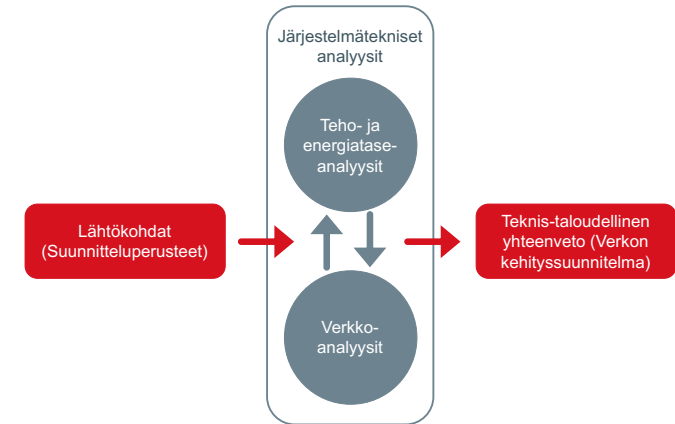 Järjestelmätekniset
analyysit
Teho- ja
energiatase-
analyysit
Lähtökohdat
(Suunnitteluperusteet)
Teknis-taloudellinen
yhteenveto (Verkon
kehityssuunnitelma)
Verkko-
analyysit